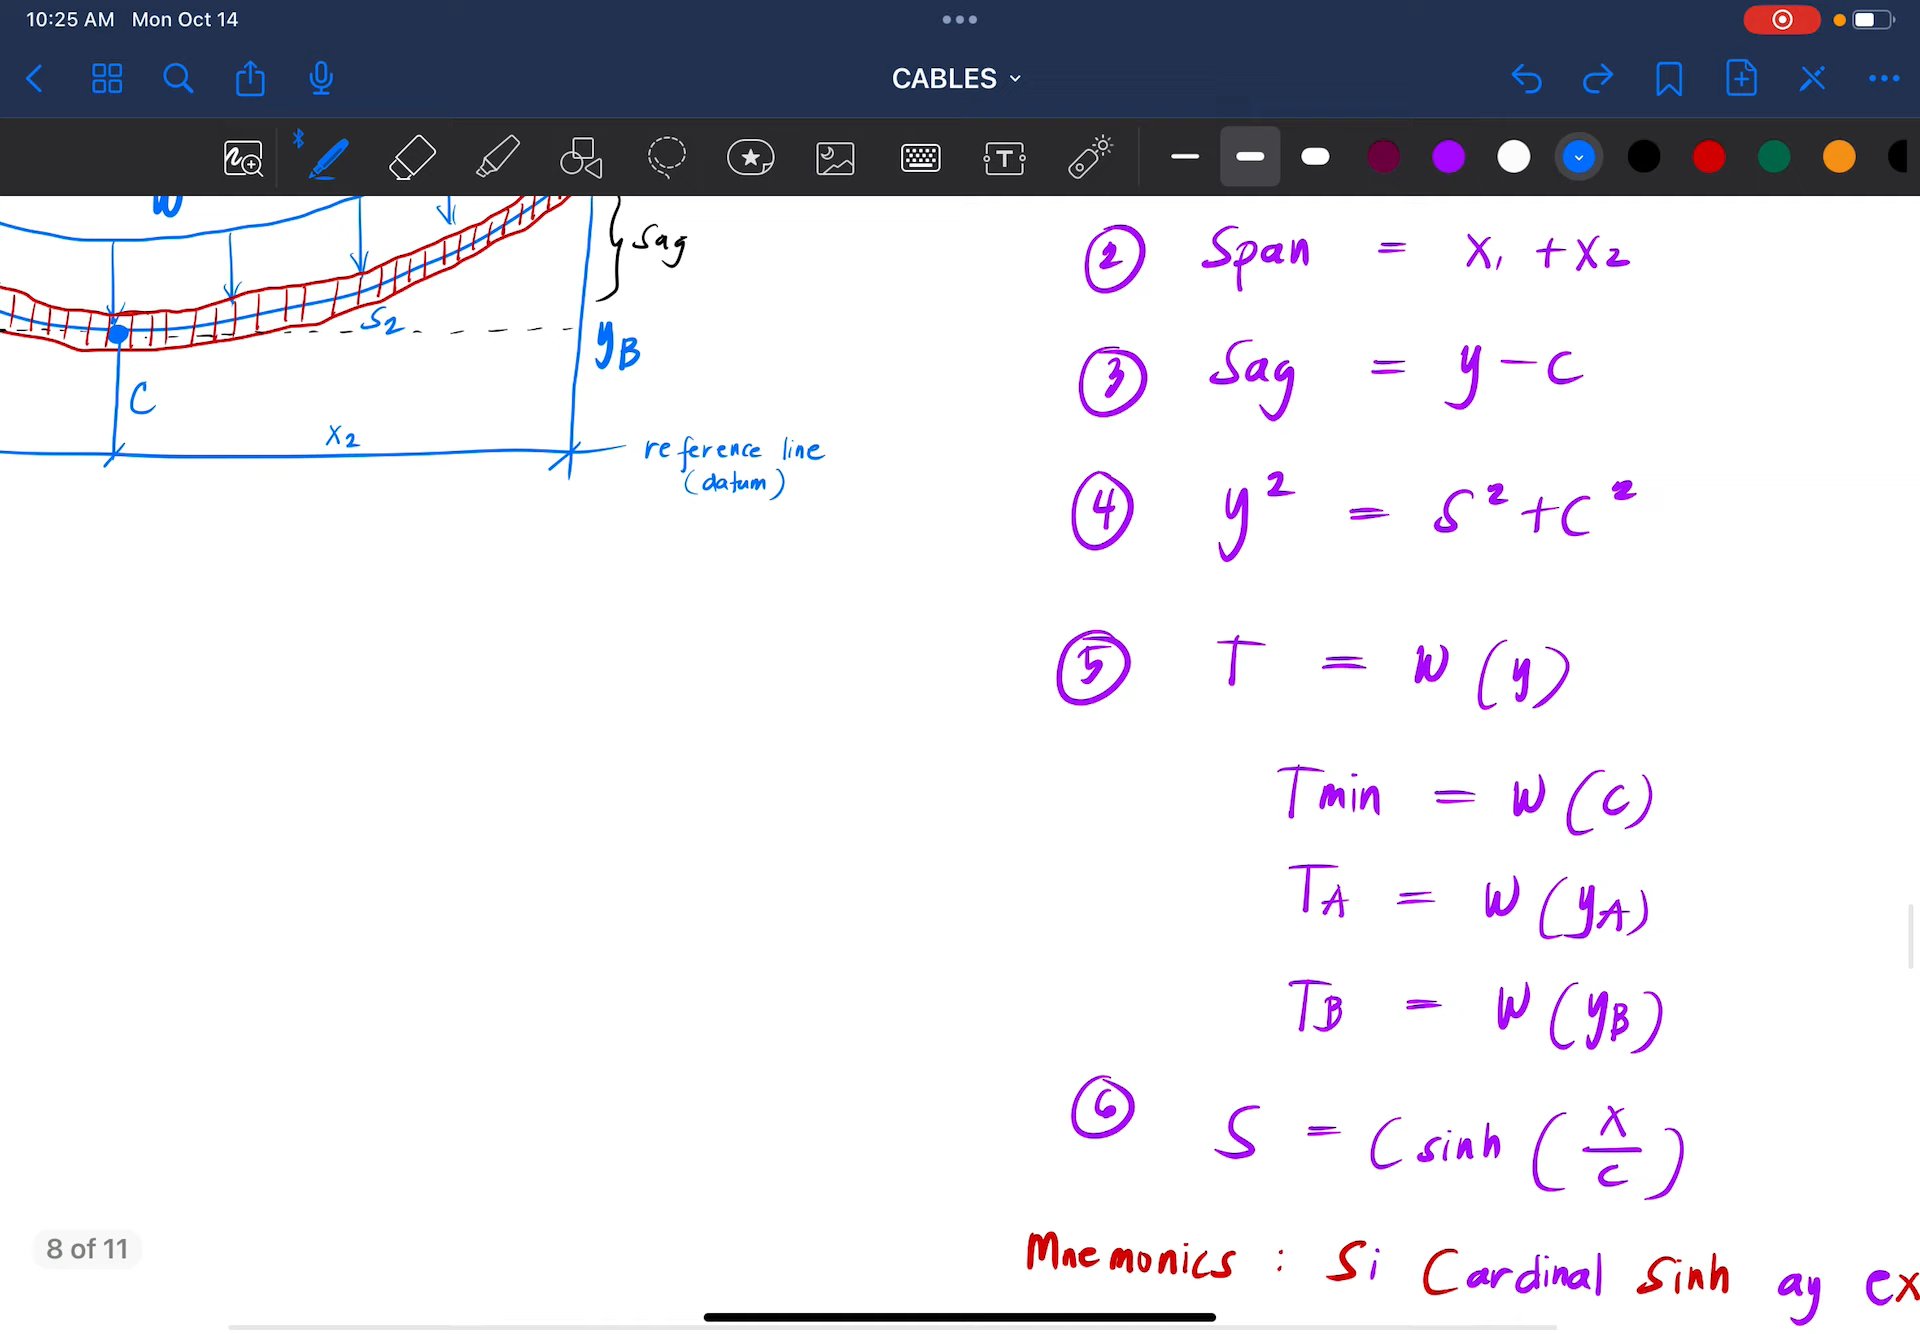 10:25 AM Mon Oct 14
CABLES
W
Sag
S2
yB
C
X2
reference line
(datum)
② Span = X1 + X2
③ Sag = y - C
④ y² = S² + C²
⑤ T = W (y)
Tmin = W (C)
TA = W (yA)
TB = W (yB)
⑥ S = C sinh (x/c)
Mnemonics : Si Cardinal Sinh ay ex
8 of 11